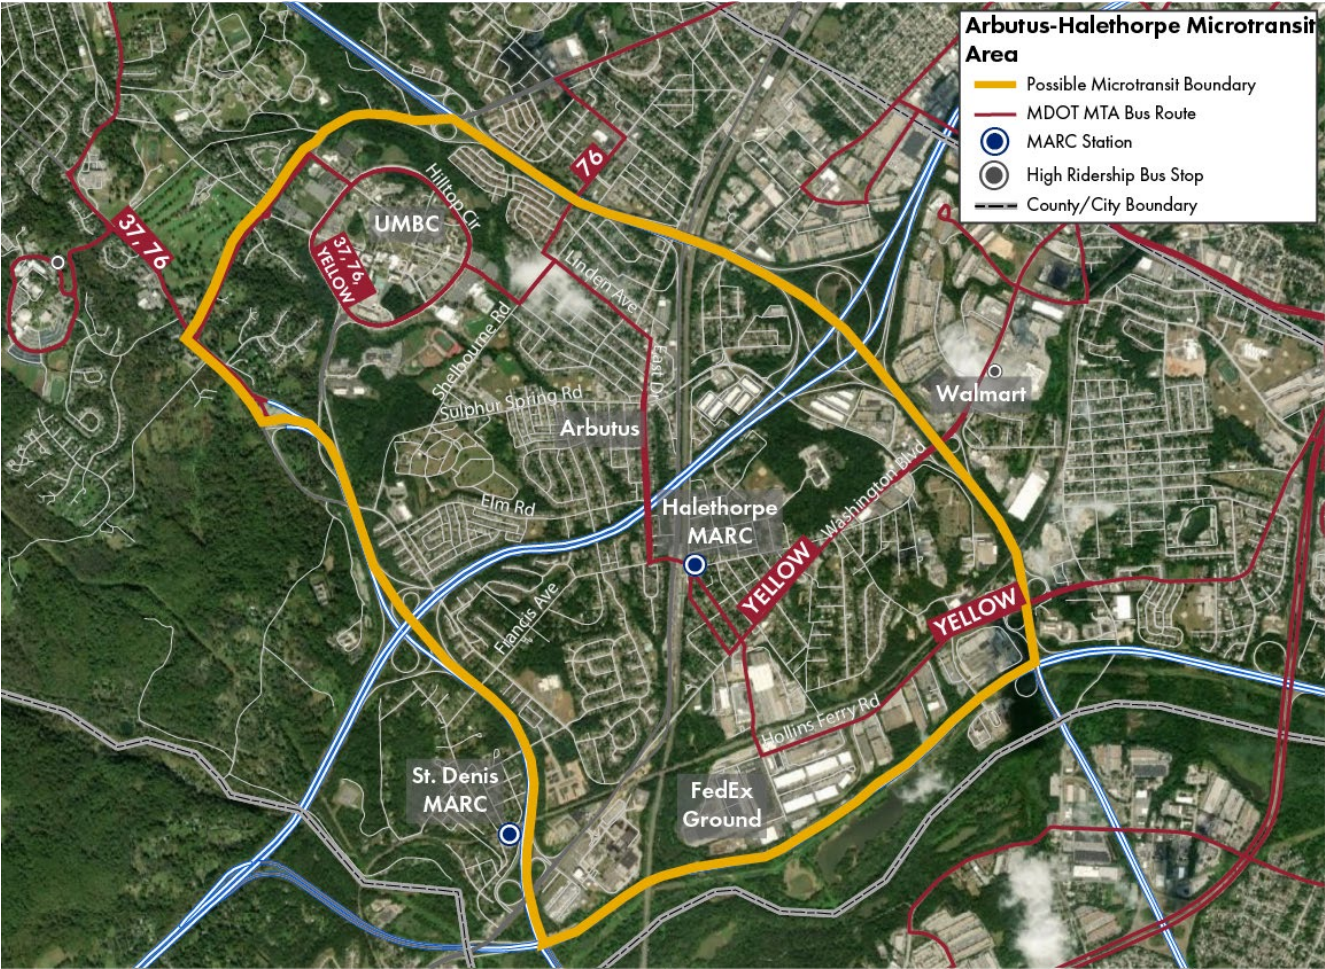 Arbutus-Halethorpe Microtransit
Area
Possible Microtransit Boundary
MDOT MTA Bus Route
MARC Station
High Ridership Bus Stop
County/City Boundary
76
37, 76
Hilltop Cir
UMBC
37, 76,
YELLOW
Linden Ave
Shelbourne Rd
East Dr
Sulphur Spring Rd
Arbutus
Walmart
Washington Blvd
Elm Rd
Halethorpe
MARC
YELLOW
YELLOW
Francis Ave
Hollins Ferry Rd
St. Denis
MARC
FedEx
Ground